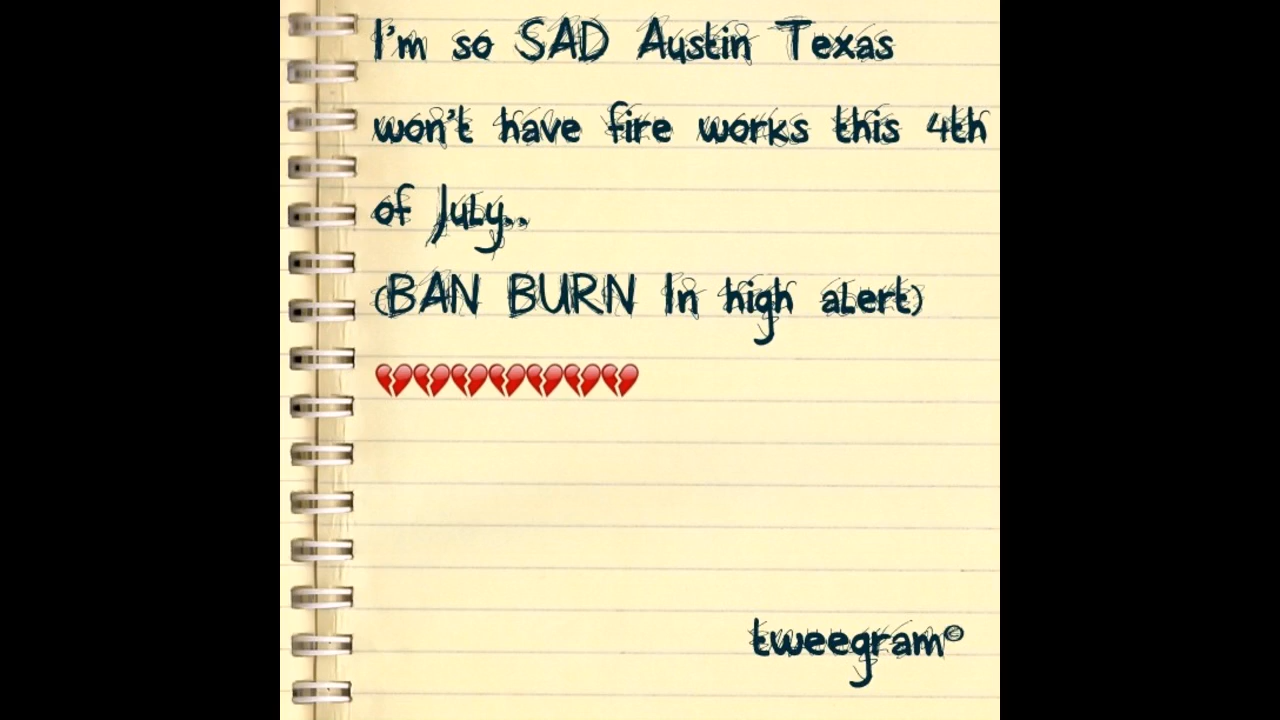 I'm so SAD Austin Texas
won't have fire works this 4th
of July..
(BAN BURN In high alert)
💔💔💔💔💔💔💔
tweegram©